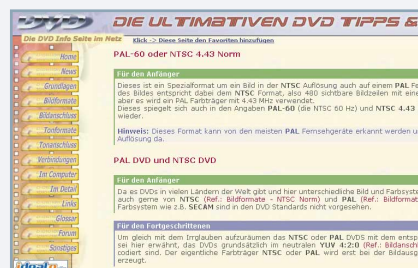 DIE ULTIMATIVEN DVD TIPPS &
Die DVD Info Seite im Netz
Klick -> Diese Seite den Favoriten hinzufügen
Home
News
Grundlagen
Bildformate
Bildanschluss
Tonformate
Tonanschluss
Verbindungen
Im Computer
Im Detail
Links
Glossar
Forum
Sonstiges
PAL-60 oder NTSC 4.43 Norm
Für den Anfänger
Dieses ist ein Spezialformat um ein Bild in der NTSC Auflösung auch auf einem PAL
des Bildes entspricht dabei dem NTSC Format, also 480 sichtbare Bildzeilen mit
aber es wird ein PAL Farbträger mit 4.43 MHz verwendet.
Dieses spiegelt sich auch in den Angaben PAL-60 (die NTSC 60 Hz) und NTSC 4.43
wieder.
Hinweis: Dieses Format kann von den meisten PAL Fernsehgeräte erkannt werden
Auflösung da.
PAL DVD und NTSC DVD
Für den Anfänger
Da es DVDs in vielen Ländern der Welt gibt und hier unterschiedliche Bild und
auch gerne von NTSC (Ref.: Bildformate - NTSC Norm) und PAL (Ref.:
Farbsystem wie z.B. SECAM sind in den DVD Standards nicht vorgesehen.
Für den Fortgeschrittenen
Um gleich mit dem Irrglauben aufzuräumen das NTSC oder PAL DVDS mit dem
sei hier erwähnt, das DVDs grundsätzlich im neutralen YUV 4:2:0 (Ref.:
codiert sind. Der eigentliche Farbträger NTSC oder PAL wird erst bei der
erzeugt.